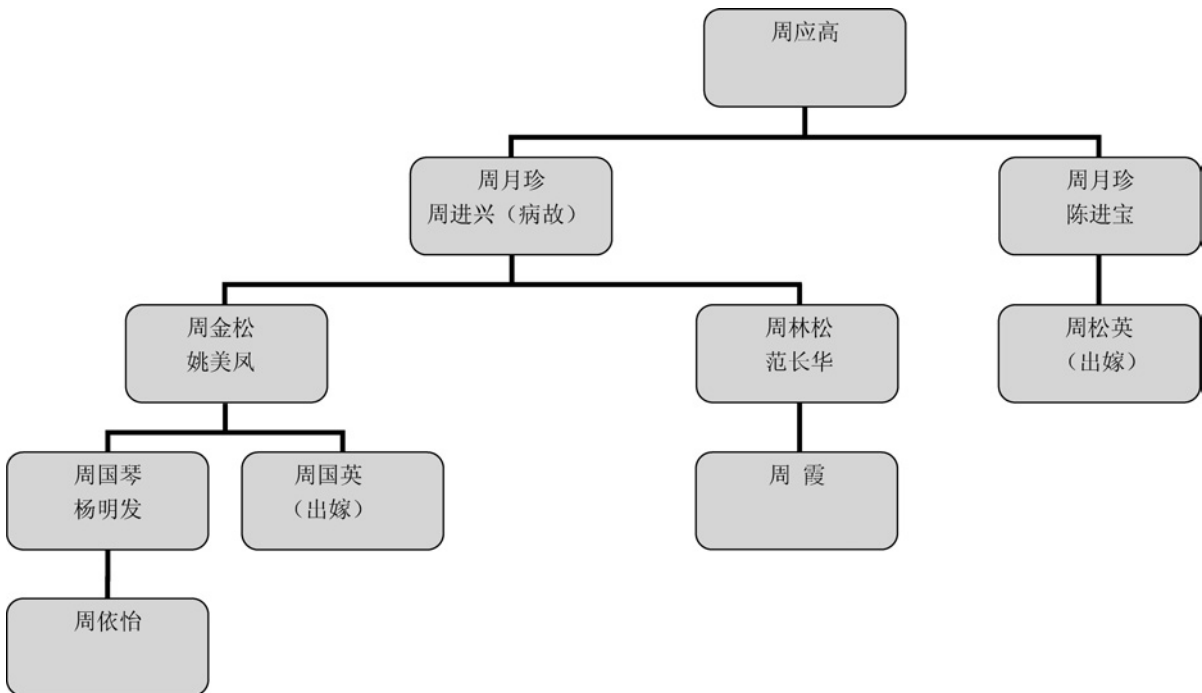 周应高
周月珍
周进兴（病故）
周月珍
陈进宝
周金松
姚美凤
周林松
范长华
周松英
（出嫁）
周国琴
杨明发
周国英
（出嫁）
周 霞
周依怡